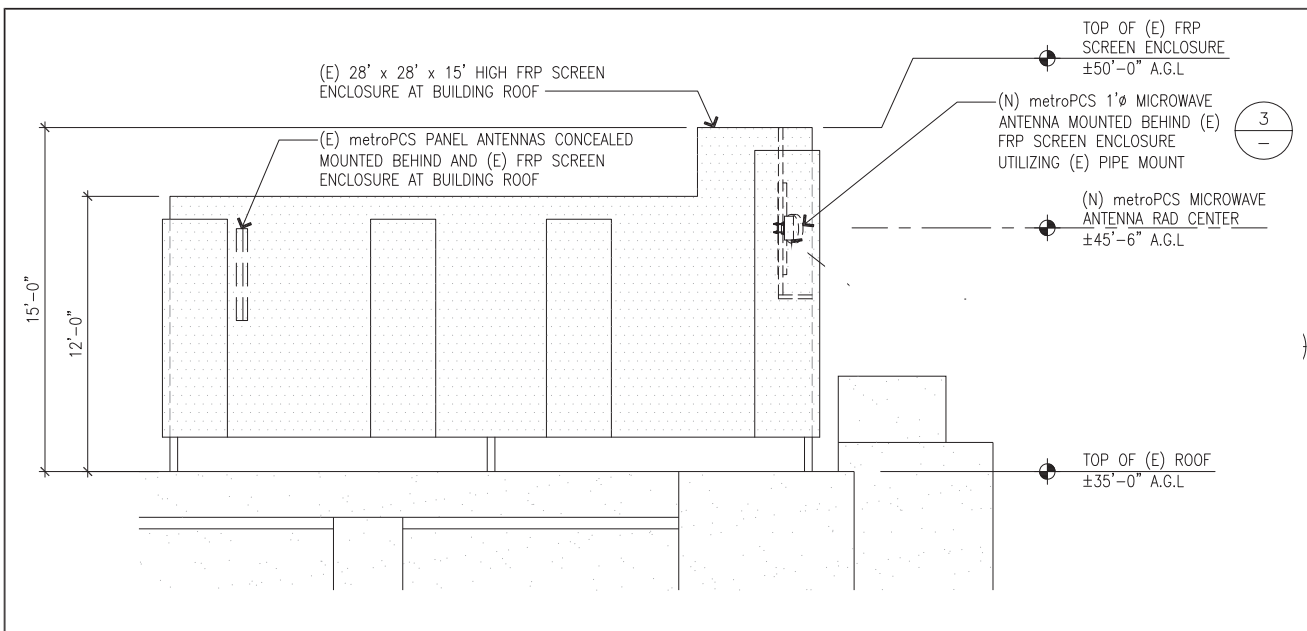 (E) 28' x 28' x 15' HIGH FRP SCREEN
ENCLOSURE AT BUILDING ROOF
(E) metroPCS PANEL ANTENNAS CONCEALED
MOUNTED BEHIND AND (E) FRP SCREEN
ENCLOSURE AT BUILDING ROOF
15'-0"
12'-0"
TOP OF (E) FRP
SCREEN ENCLOSURE
±50'-0" A.G.L
(N) metroPCS 1'ø MICROWAVE
ANTENNA MOUNTED BEHIND (E)
FRP SCREEN ENCLOSURE
UTILIZING (E) PIPE MOUNT
3
-
(N) metroPCS MICROWAVE
ANTENNA RAD CENTER
±45'-6" A.G.L
TOP OF (E) ROOF
±35'-0" A.G.L